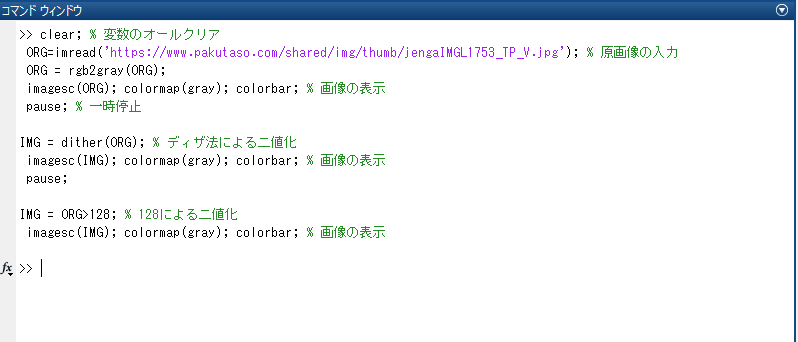 コマンド ウィンドウ
>> clear; % 変数のオールクリア
ORG=imread('https://www.pakutaso.com/shared/img/thumb/jengaIMGL1753_TP_V.jpg'); % 原画像の入力
ORG = rgb2gray(ORG);
imagesc(ORG); colormap(gray); colorbar; % 画像の表示
pause; % 一時停止
IMG = dither(ORG); % ディザ法による二値化
imagesc(IMG); colormap(gray); colorbar; % 画像の表示
pause;
IMG = ORG>128; % 128による二値化
imagesc(IMG); colormap(gray); colorbar; % 画像の表示
fx >>